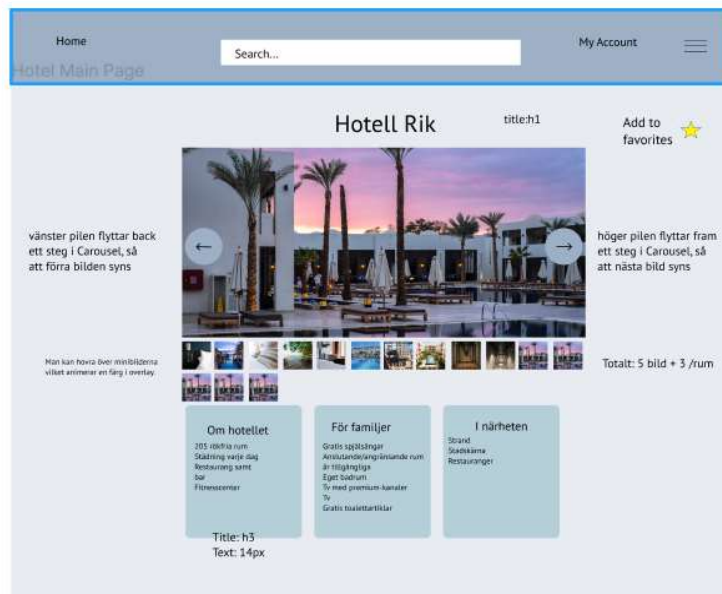 Home
Search...
My Account
Hotel Main Page
Hotell Rik
title:h1
Add to
favorites
vänster pilen flyttar back
ett steg i Carousel, så
att förra bilden syns
höger pilen flyttar fram
ett steg i Carousel, så
att nästa bild syns
Man kan hovra över minibilderna
vilket animerar en färg i overlay.
Totalt: 5 bild + 3 /rum
Om hotellet
205 rökfria rum
Städning varje dag
Restaurang samt
bar
Fitnesscenter
För familjer
Gratis spjälsängar
Anslutande/angränsande rum
är tillgängliga
Eget badrum
Tv med premium-kanaler
Tv
Gratis toalettartiklar
I närheten
Strand
Stadskärna
Restauranger
Title: h3
Text: 14px